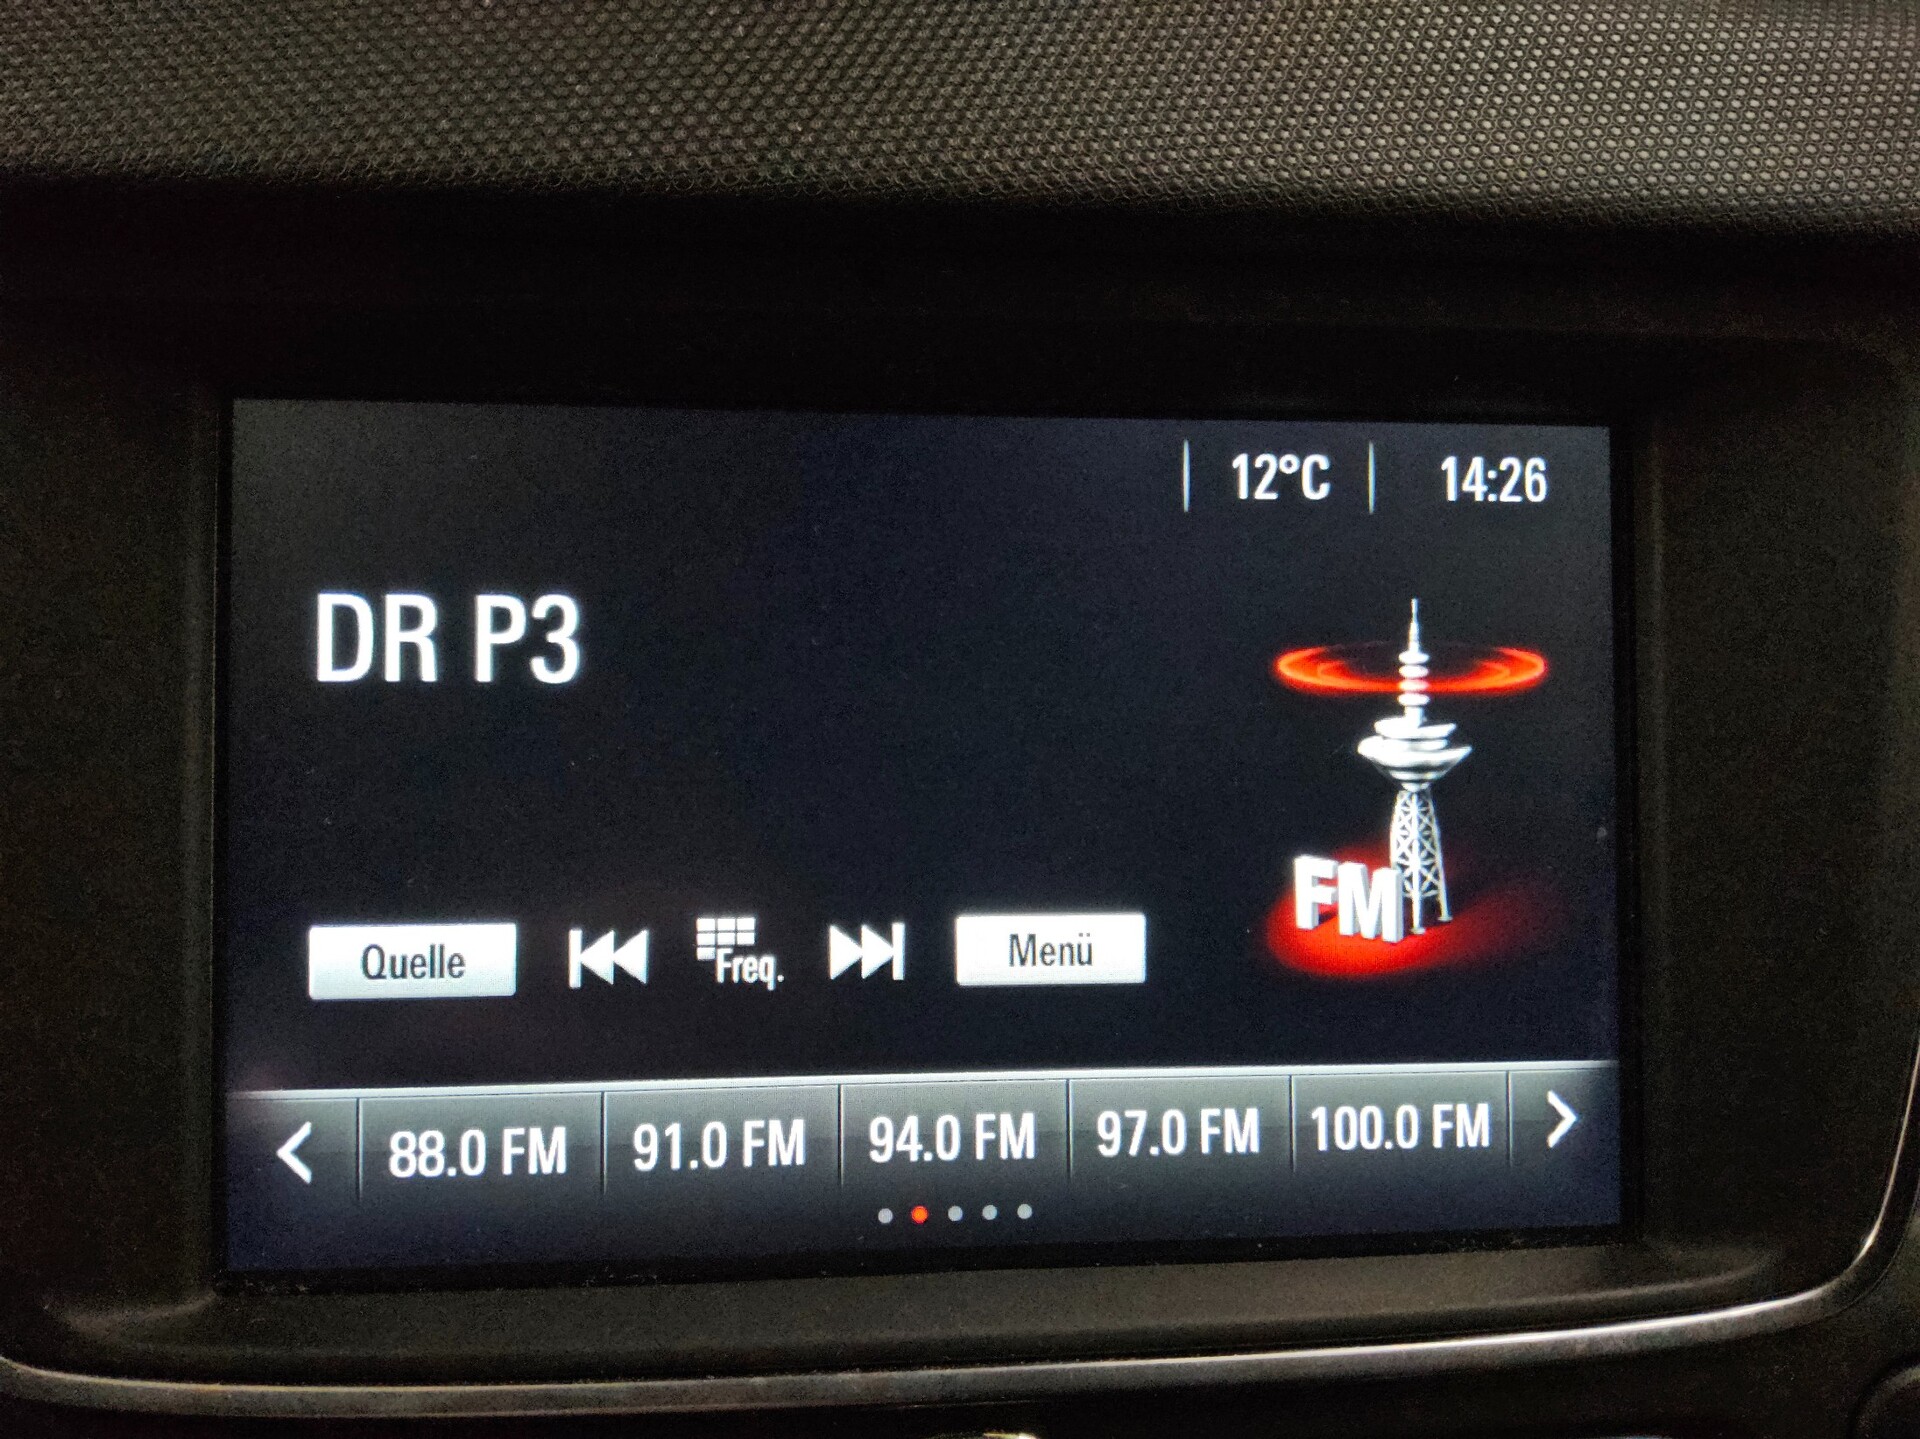 12°C 14:26
DR P3
FM
Quelle Freq. Menü
88.0 FM 91.0 FM 94.0 FM 97.0 FM 100.0 FM